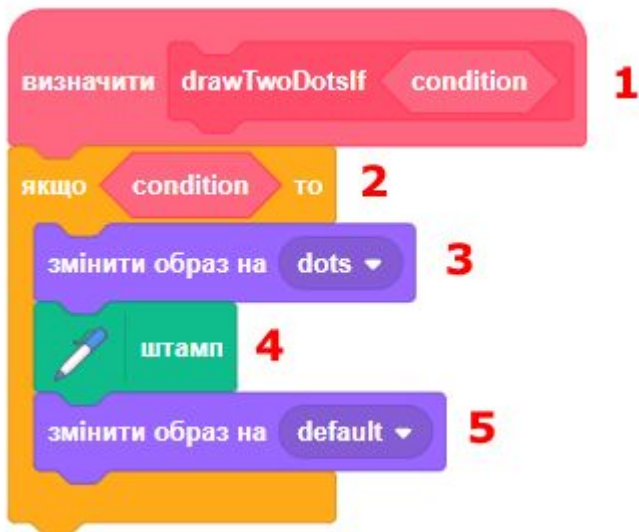 визначити drawTwoDotsIf condition 1
якщо condition то 2
змінити образ на dots 3
штамп 4
змінити образ на default 5